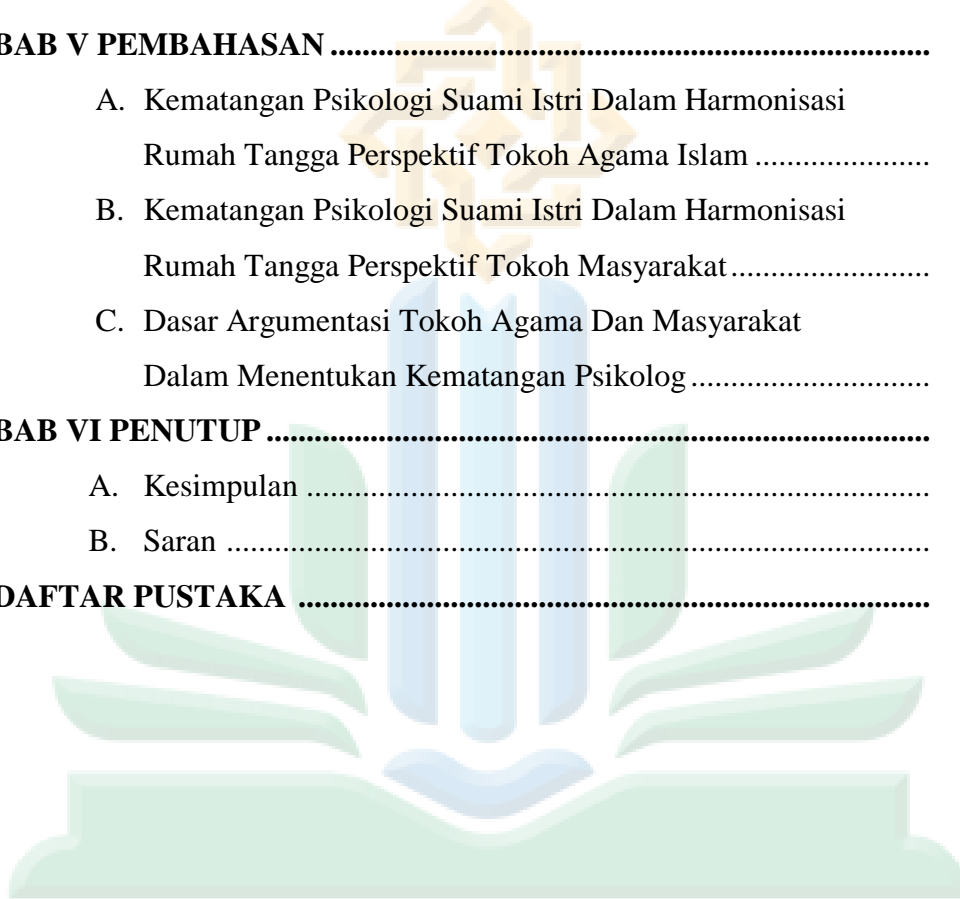 BAB V PEMBAHASAN ............................................................................
A. Kematangan Psikologi Suami Istri Dalam Harmonisasi
Rumah Tangga Perspektif Tokoh Agama Islam ......................
B. Kematangan Psikologi Suami Istri Dalam Harmonisasi
Rumah Tangga Perspektif Tokoh Masyarakat .........................
C. Dasar Argumentasi Tokoh Agama Dan Masyarakat
Dalam Menentukan Kematangan Psikolog ..............................
BAB VI PENUTUP ....................................................................................
A. Kesimpulan ...............................................................................
B. Saran .........................................................................................
DAFTAR PUSTAKA ................................................................................